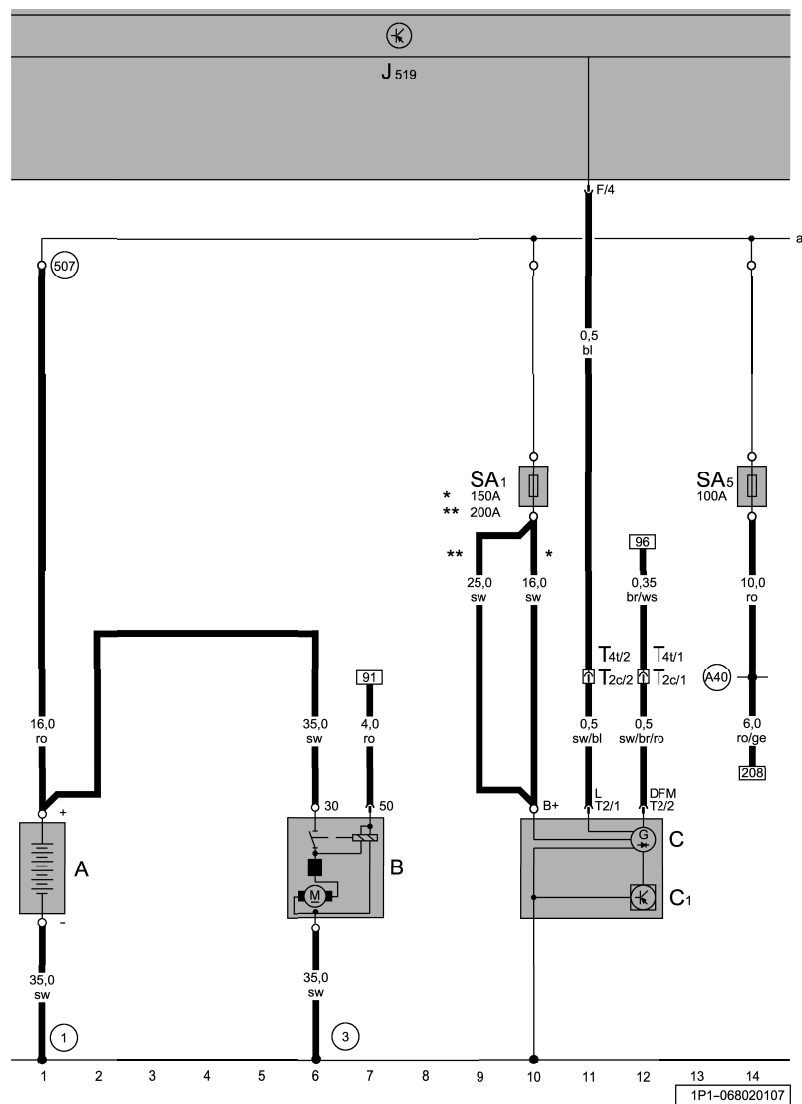 J 519
F/4
a
507
0,5
bl
SA1
* 150A
** 200A
SA5
100A
96
**
*
25,0
sw
16,0
sw
0,35
br/ws
10,0
ro
91
T4t/2
T2c/2
T4t/1
T2c/1
A40
16,0
ro
35,0
sw
4,0
ro
0,5
sw/bl
0,5
sw/br/ro
6,0
ro/ge
208
+
30
50
B+
L
T2/1
DFM
T2/2
A
B
M
G
C
C1
–
35,0
sw
35,0
sw
1
3
1 2 3 4 5 6 7 8 9 10 11 12 13 14
1P1-068020107